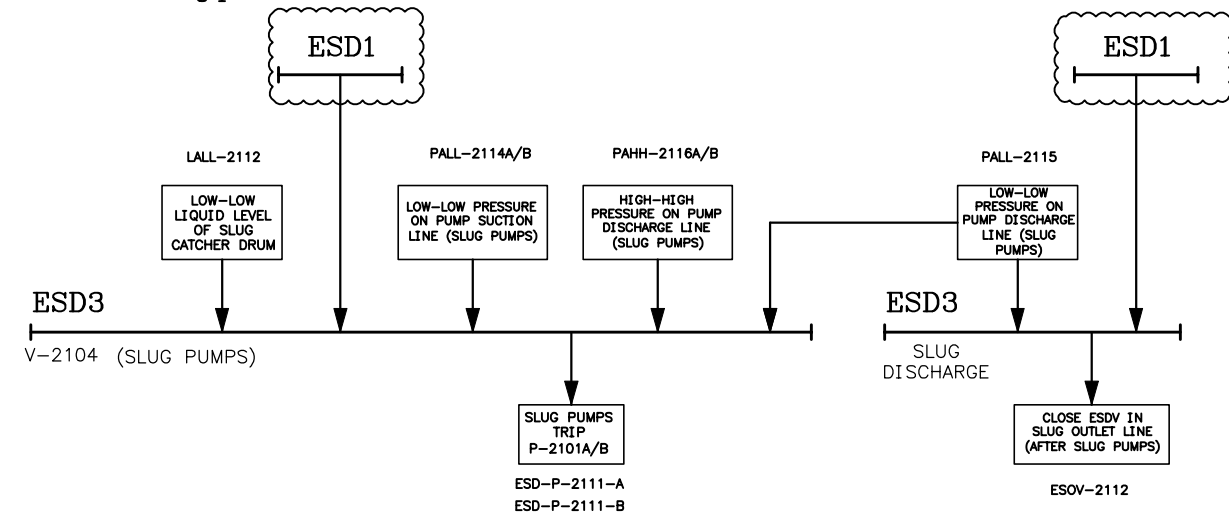 ESD1
ESD1
LALL-2112
PALL-2114A/B
PAHH-2116A/B
PALL-2115
LOW-LOW
LIQUID LEVEL
OF SLUG
CATCHER DRUM
LOW-LOW PRESSURE
ON PUMP SUCTION
LINE (SLUG PUMPS)
HIGH-HIGH
PRESSURE ON PUMP
DISCHARGE LINE
(SLUG PUMPS)
LOW-LOW
PRESSURE ON
PUMP DISCHARGE
LINE (SLUG
PUMPS)
ESD3
V-2104 (SLUG PUMPS)
ESD3
SLUG
DISCHARGE
SLUG PUMPS
TRIP
P-2101A/B
ESD-P-2111-A
ESD-P-2111-B
CLOSE ESDV IN
SLUG OUTLET LINE
(AFTER SLUG PUMPS)
ESOV-2112